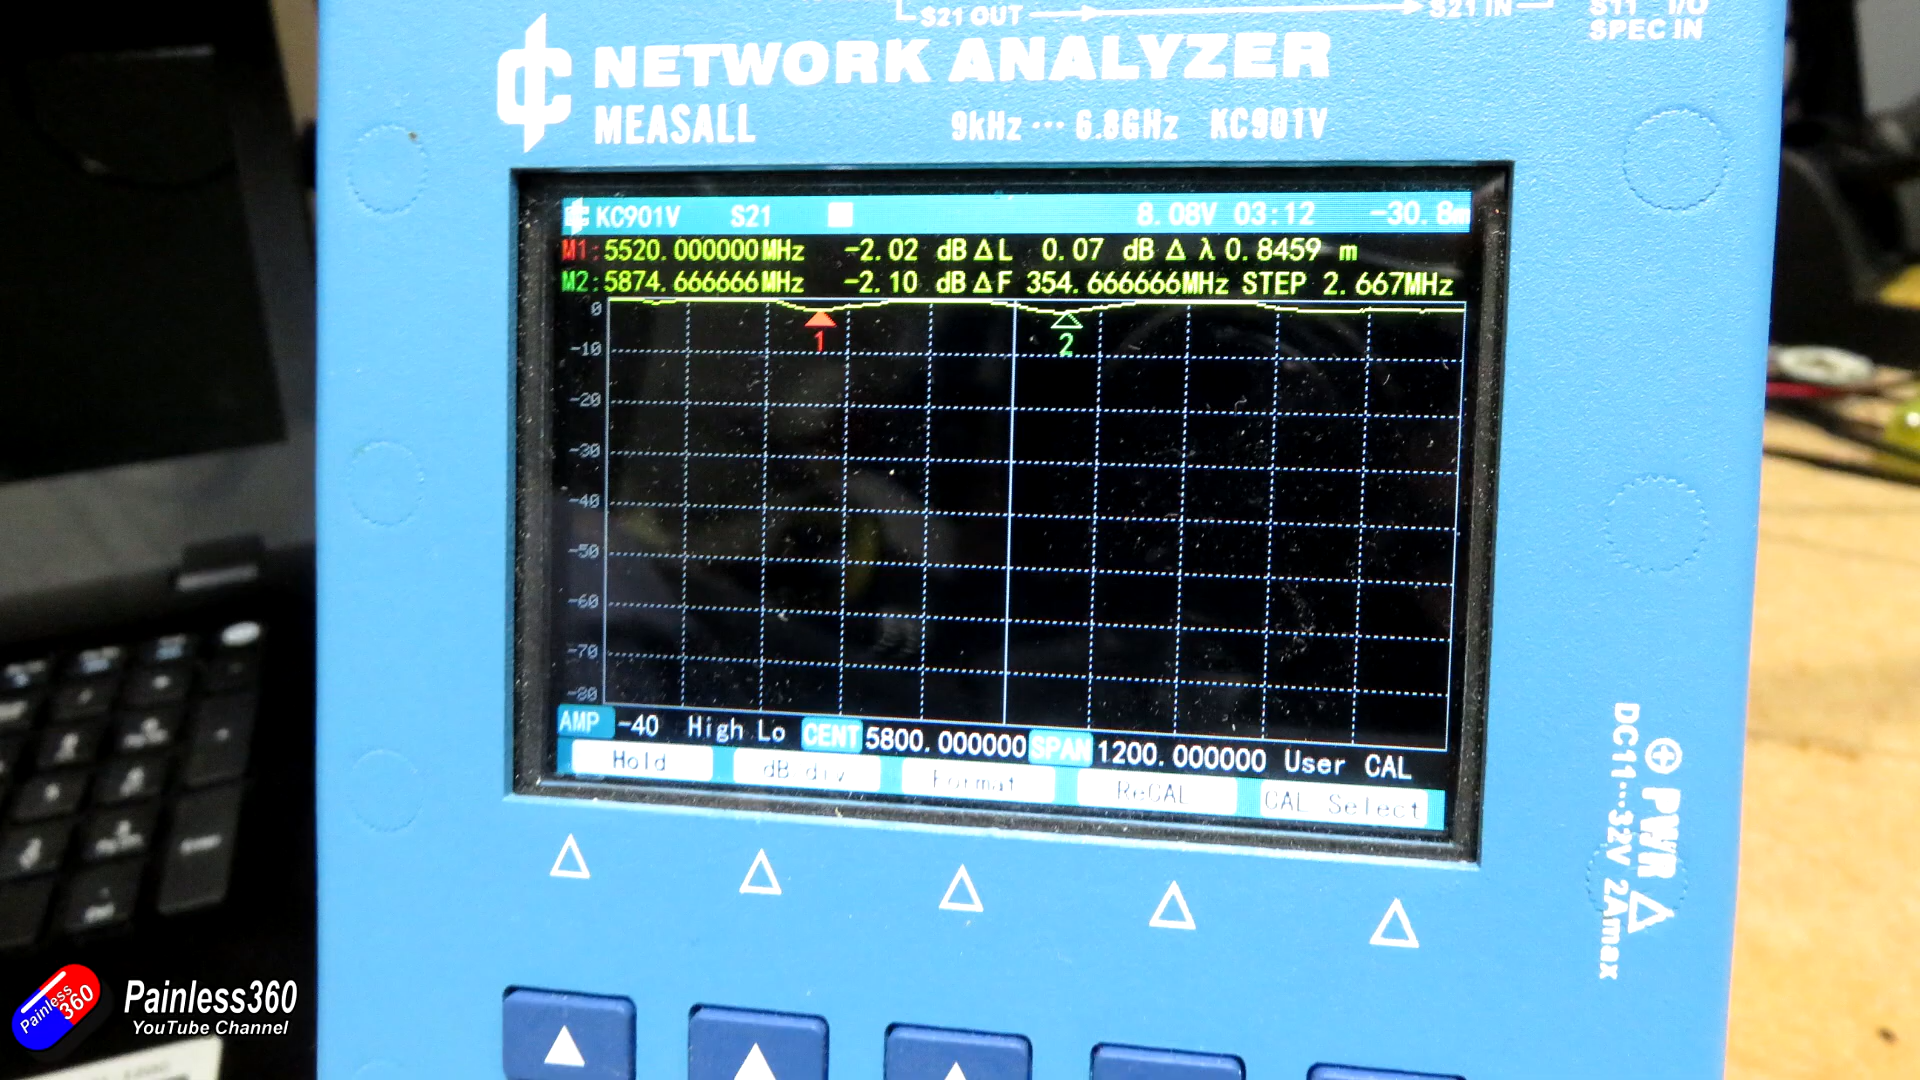 S21 OUT S21 IN S11 I/O
SPEC IN
NETWORK ANALYZER
MEASALL 9kHz ··· 6.8GHz KC901V
KC901V S21 8.08V 03:12 -30.8m
M1:5520.000000MHz -2.02 dB Δ L 0.07 dB Δ λ 0.8459 m
M2:5874.666666MHz -2.10 dB Δ F 354.666666MHz STEP 2.667MHz
0
1
2
-10
-20
-30
-40
-50
-60
-70
-80
AMP -40 High Lo CENT 5800.000000 SPAN 1200.000000 User CAL
Hold dB div Format ReCAL CAL Select
PWR
DC11···32V 2Amax
Painless360
Painless360
YouTube Channel